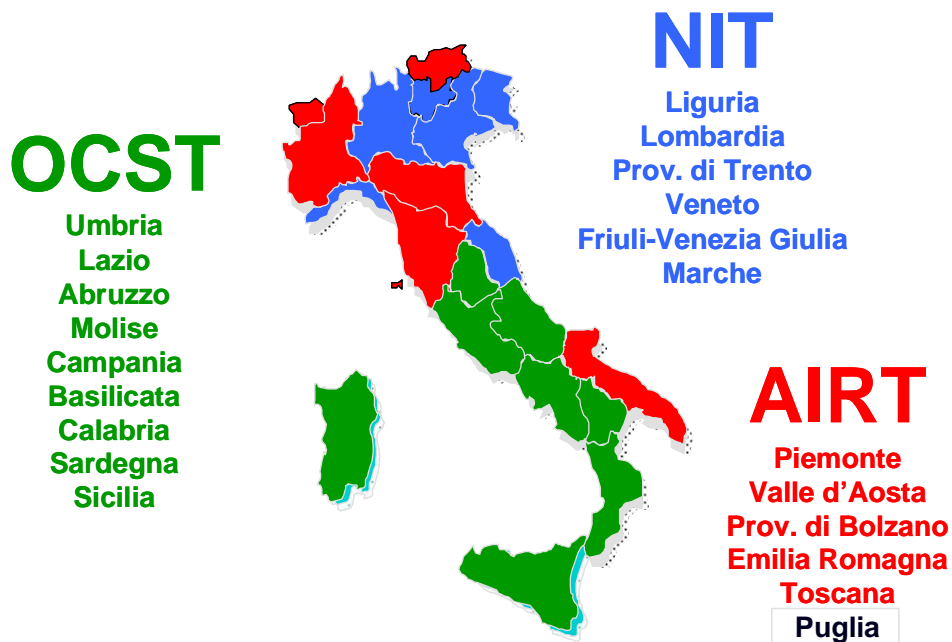 OCST
Umbria
Lazio
Abruzzo
Molise
Campania
Basilicata
Calabria
Sardegna
Sicilia
NIT
Liguria
Lombardia
Prov. di Trento
Veneto
Friuli-Venezia Giulia
Marche
AIRT
Piemonte
Valle d’Aosta
Prov. di Bolzano
Emilia Romagna
Toscana
Puglia